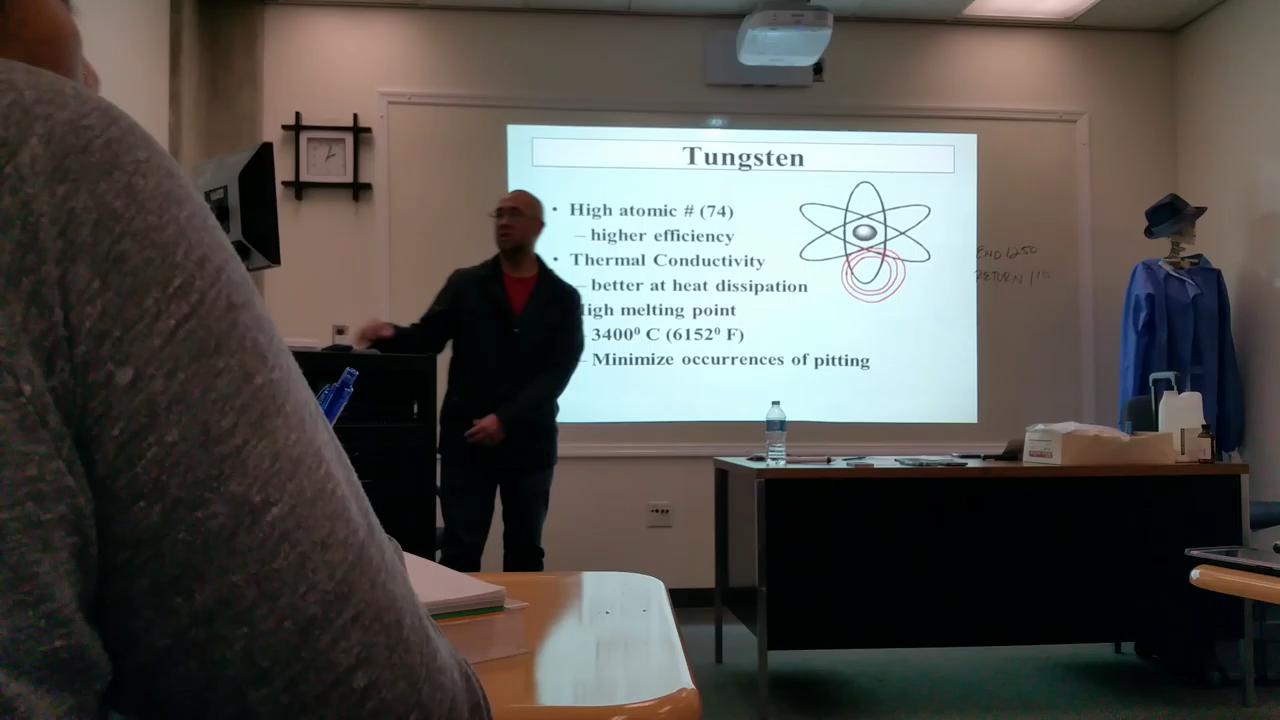 Tungsten
• High atomic # (74)
– higher efficiency
• Thermal Conductivity
– better at heat dissipation
High melting point
- 3400⁰ C (6152⁰ F)
– Minimize occurrences of pitting
END 1250
RETURN 1